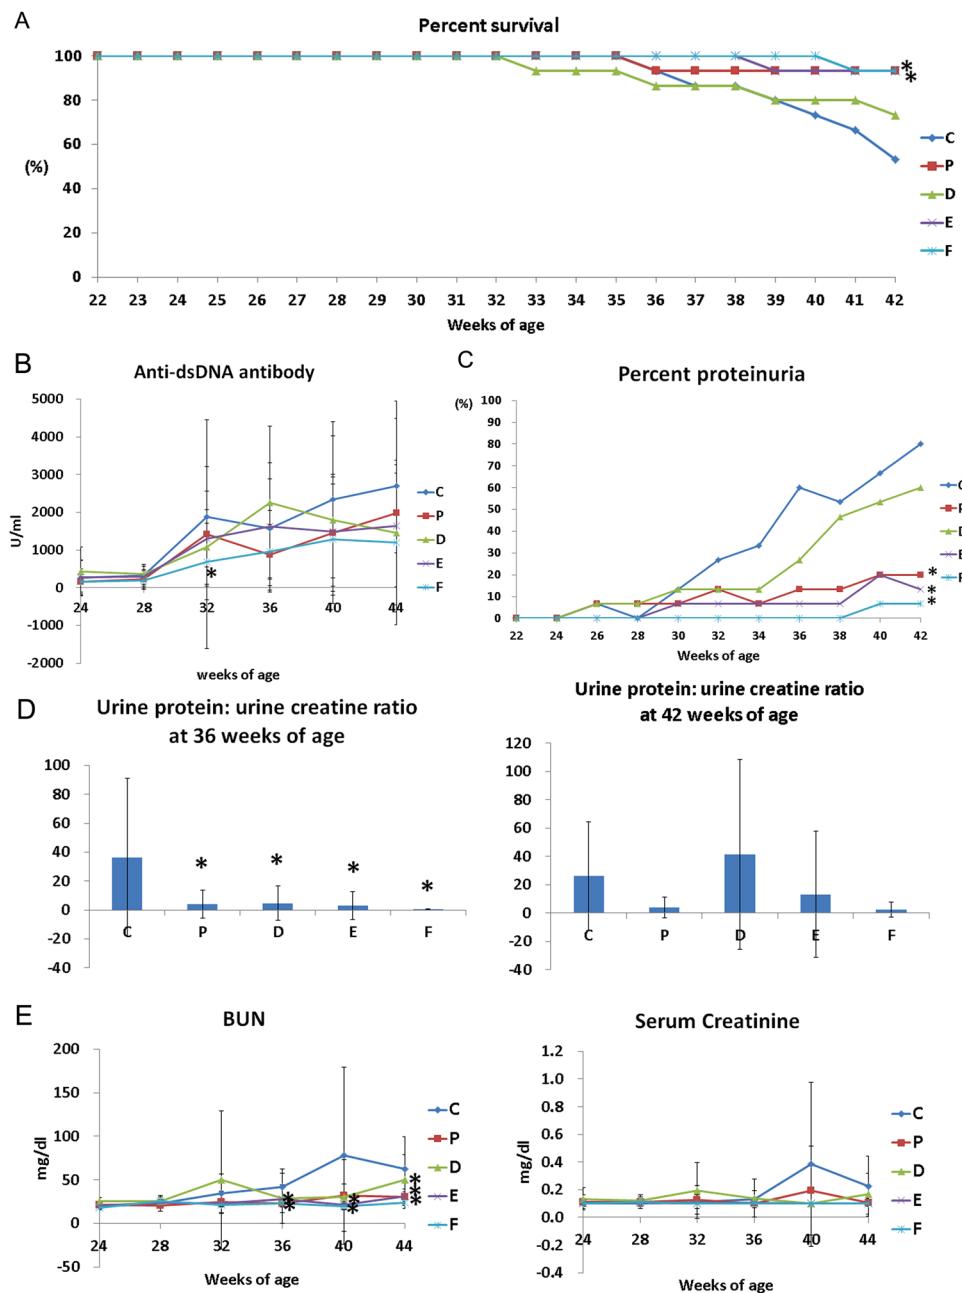 A
Percent survival
100
80
60
(%)
40
20
0
22 23 24 25 26 27 28 29 30 31 32 33 34 35 36 37 38 39 40 41 42
Weeks of age
*
*
C
P
D
E
F
B
Anti-dsDNA antibody
5000
4000
3000
2000
1000
0
-1000
-2000
U/ml
24 28 32 36 40 44
*
weeks of age
C
P
D
E
F
C
Percent proteinuria
(%)
100
90
80
70
60
50
40
30
20
10
0
22 24 26 28 30 32 34 36 38 40 42
Weeks of age
*
*
*
C
P
D
E
F
D
Urine protein: urine creatine ratio
at 36 weeks of age
100
80
60
40
20
0
-20
-40
* * * *
C P D E F
Urine protein: urine creatine ratio
at 42 weeks of age
120
100
80
60
40
20
0
-20
-40
C P D E F
E
BUN
200
150
100
50
0
-50
mg/dl
24 28 32 36 40 44
Weeks of age
*
*
*
*
*
*
*
C
P
D
E
F
Serum Creatinine
1.2
1.0
0.8
0.6
0.4
0.2
0.0
-0.2
-0.4
mg/dl
24 28 32 36 40 44
Weeks of age
C
P
D
E
F